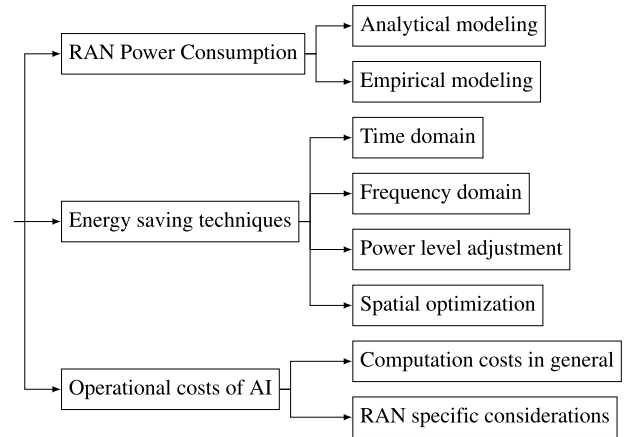 RAN Power Consumption
Analytical modeling
Empirical modeling
Energy saving techniques
Time domain
Frequency domain
Power level adjustment
Spatial optimization
Operational costs of AI
Computation costs in general
RAN specific considerations